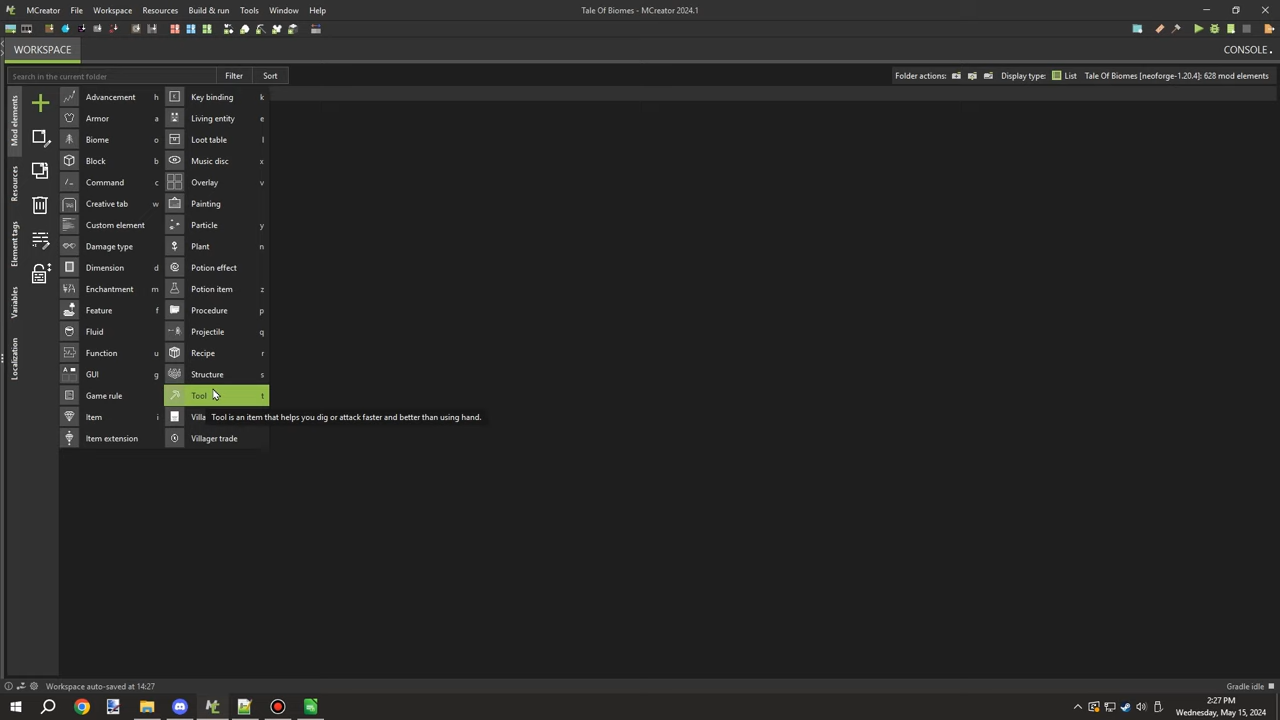 MCreator File Workspace Resources Build & run Tools Window Help
Tale Of Biomes - MCreator 2024.1
WORKSPACE
CONSOLE
Search in the current folder
Filter
Sort
Folder actions:
Display type:
List
Tale Of Biomes [neoforge-1.20.4]: 628 mod elements
Mod elements
Resources
Element tags
Variables
Localization
Advancement h
Armor a
Biome o
Block b
Command c
Creative tab w
Custom element
Damage type
Dimension d
Enchantment m
Feature f
Fluid
Function u
GUI g
Game rule
Item i
Item extension
Key binding k
Living entity e
Loot table l
Music disc x
Overlay v
Painting
Particle y
Plant n
Potion effect
Potion item z
Procedure p
Projectile q
Recipe r
Structure s
Tool t
Villa
Tool is an item that helps you dig or attack faster and better than using hand.
Villager trade
Workspace auto-saved at 14:27
Gradle idle
2:27 PM
Wednesday, May 15, 2024